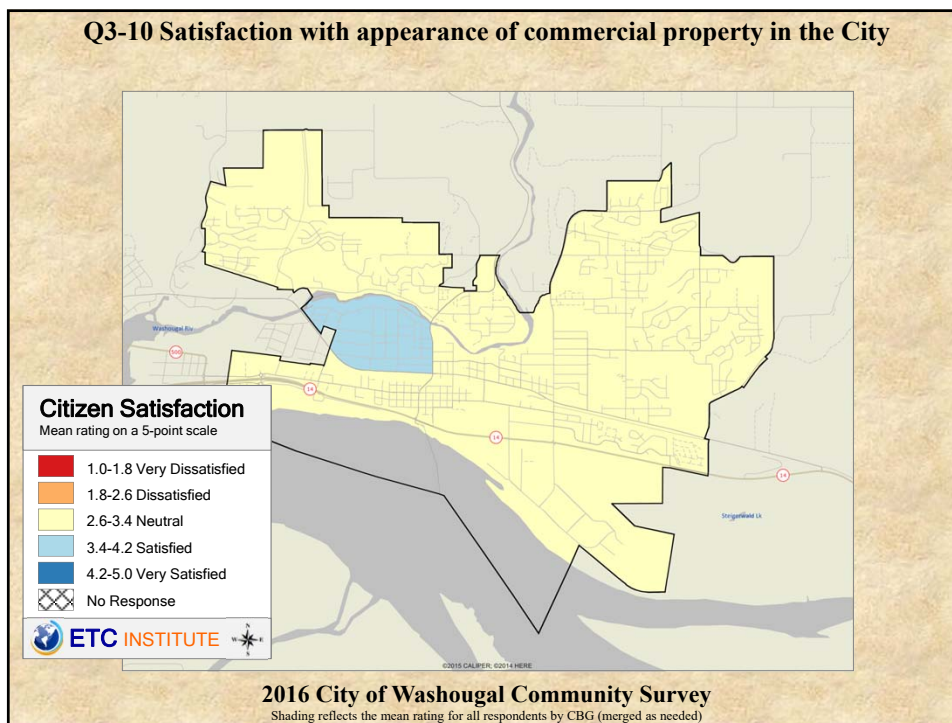 Q3-10 Satisfaction with appearance of commercial property in the City
Washougal Riv
500
14
14
14
Steigerwald Lk
Citizen Satisfaction
Mean rating on a 5-point scale
1.0-1.8 Very Dissatisfied
1.8-2.6 Dissatisfied
2.6-3.4 Neutral
3.4-4.2 Satisfied
4.2-5.0 Very Satisfied
No Response
ETC INSTITUTE
N
W E
S
©2015 CALIPER; ©2014 HERE
2016 City of Washougal Community Survey
Shading reflects the mean rating for all respondents by CBG (merged as needed)